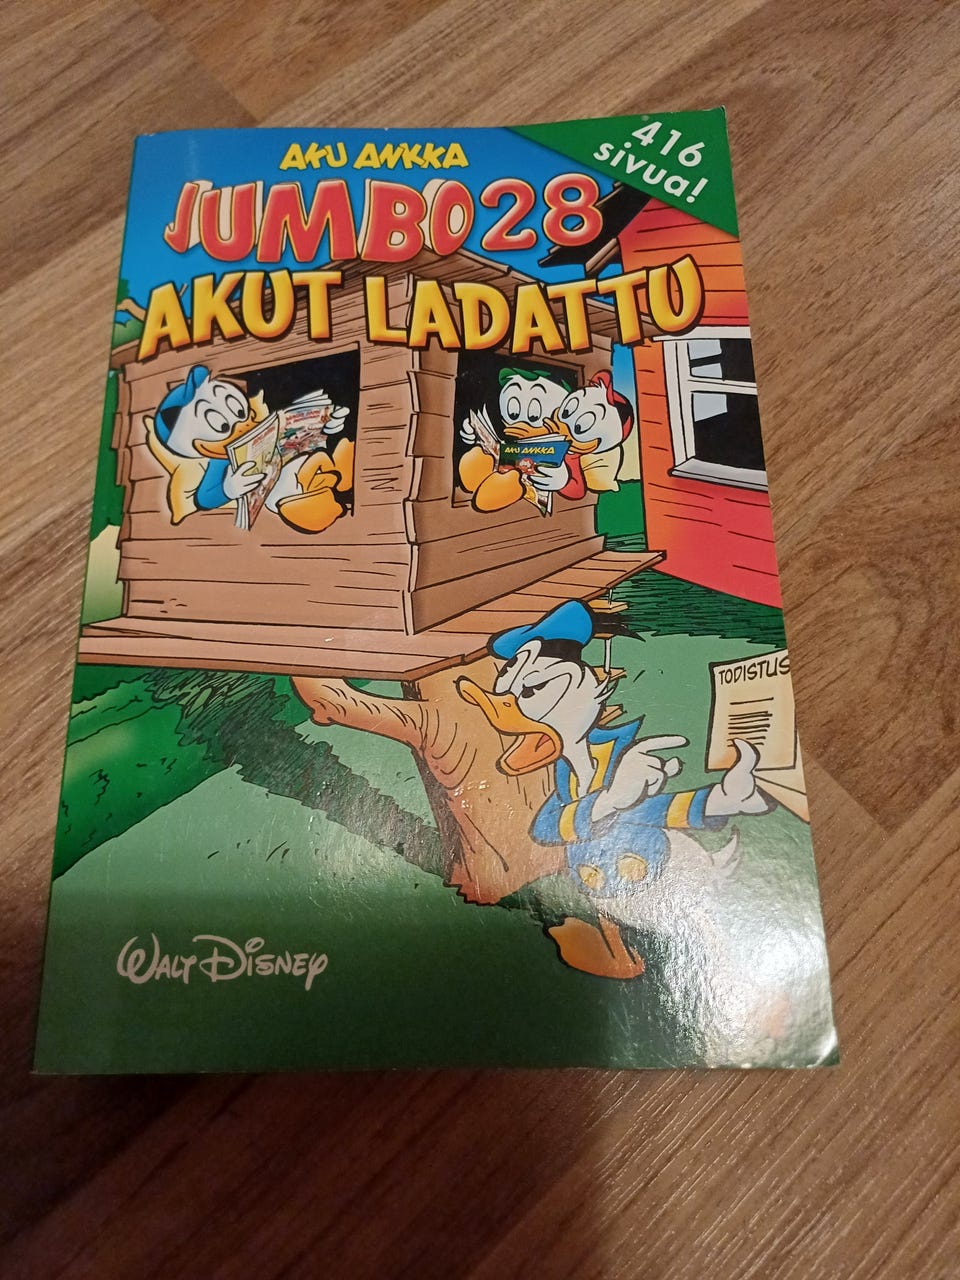 AKU ANKKA
JUMBO 28
416
sivua!
AKUT LADATTU
AKU ANKKA
TODISTUS
WALT DISNEY